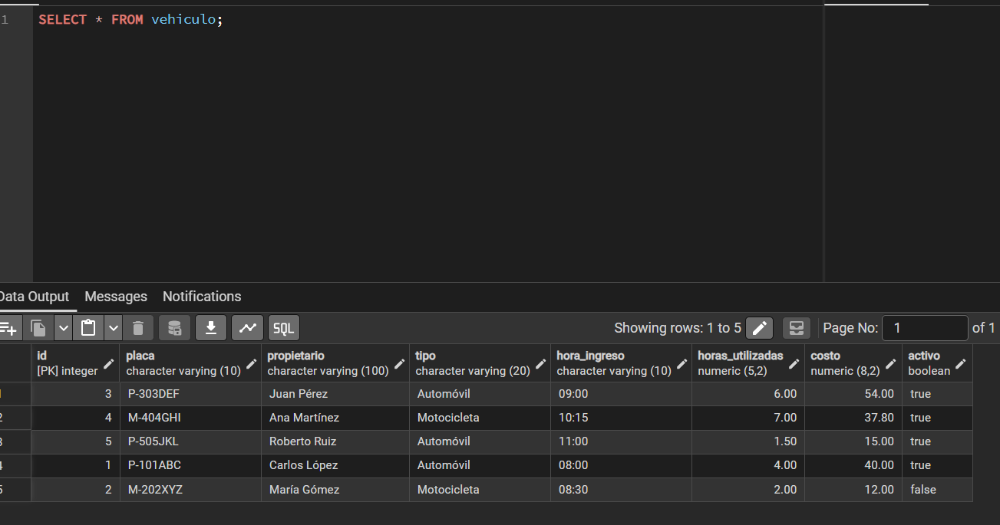 1 SELECT * FROM vehiculo;
Data Output Messages Notifications
SQL Showing rows: 1 to 5 Page No: 1 of 1
id placa propietario tipo hora_ingreso horas_utilizadas costo activo
[PK] integer character varying (10) character varying (100) character varying (20) character varying (10) numeric (5,2) numeric (8,2) boolean
1 3 P-303DEF Juan Pérez Automóvil 09:00 6.00 54.00 true
2 4 M-404GHI Ana Martínez Motocicleta 10:15 7.00 37.80 true
3 5 P-505JKL Roberto Ruiz Automóvil 11:00 1.50 15.00 true
4 1 P-101ABC Carlos López Automóvil 08:00 4.00 40.00 true
5 2 M-202XYZ María Gómez Motocicleta 08:30 2.00 12.00 false